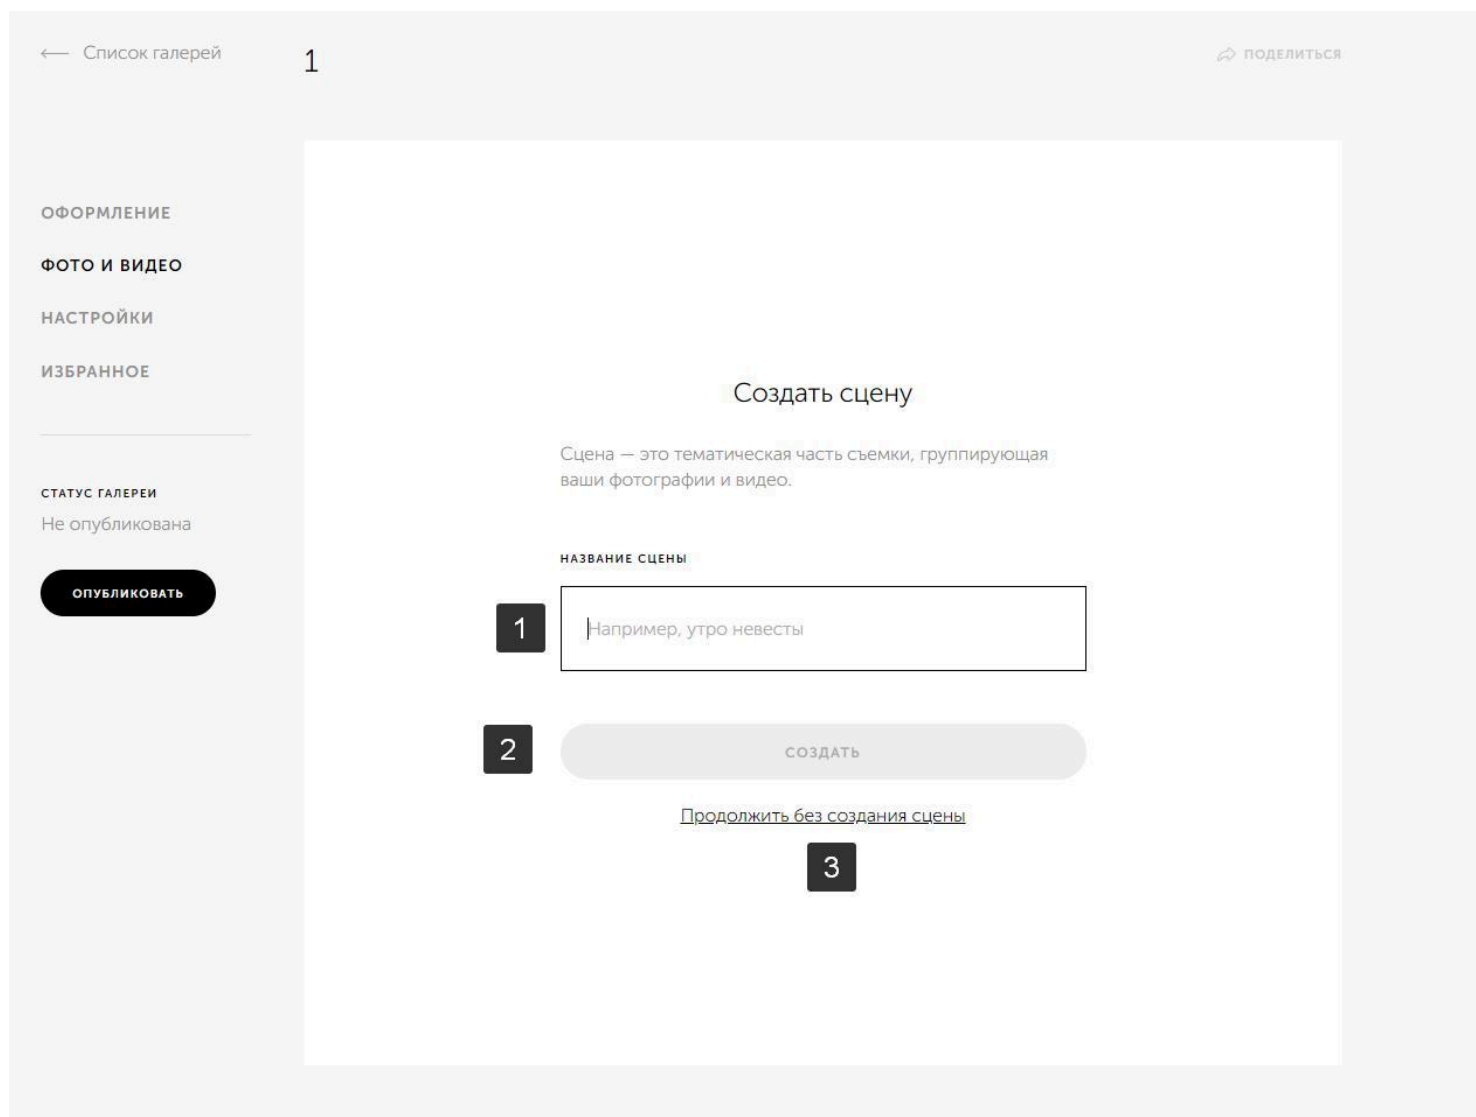 Список галерей
1
ПОДЕЛИТЬСЯ
ОФОРМЛЕНИЕ
ФОТО И ВИДЕО
НАСТРОЙКИ
ИЗБРАННОЕ
СТАТУС ГАЛЕРЕИ
Не опубликована
ОПУБЛИКОВАТЬ
Создать сцену
Сцена — это тематическая часть съемки, группирующая
ваши фотографии и видео.
НАЗВАНИЕ СЦЕНЫ
1
Например, утро невесты
2
СОЗДАТЬ
Продолжить без создания сцены
3